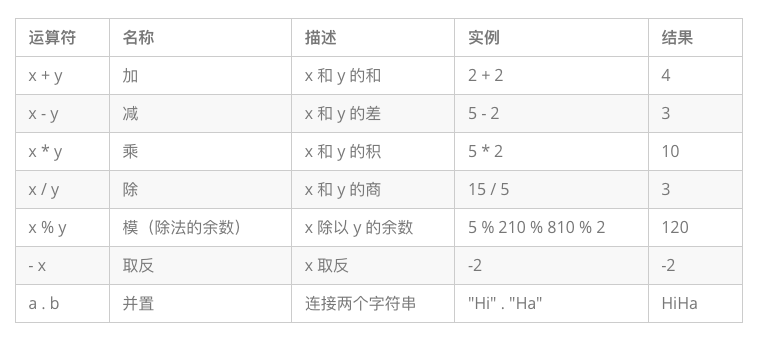 运算符 名称 描述 实例 结果
x + y 加 x 和 y 的和 2 + 2 4
x - y 减 x 和 y 的差 5 - 2 3
x * y 乘 x 和 y 的积 5 * 2 10
x / y 除 x 和 y 的商 15 / 5 3
x % y 模（除法的余数） x 除以 y 的余数 5 % 210 % 810 % 2 120
- x 取反 x 取反 -2 -2
a . b 并置 连接两个字符串 "Hi" . "Ha" HiHa